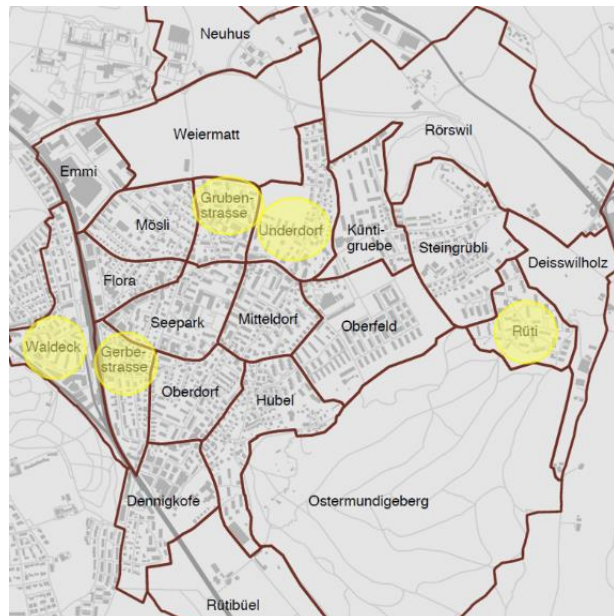 Neuhus
Weiermatt
Rörswil
Emmi
Gruben-
strasse
Mösli
Underdorf
Künti-
gruebe
Steingrübli
Deisswilholz
Flora
Seepark
Mitteldorf
Oberfeld
Rüti
Waldeck
Gerbe-
strasse
Oberdorf
Hubel
Dennigkofe
Ostermundigeberg
Rütibüel